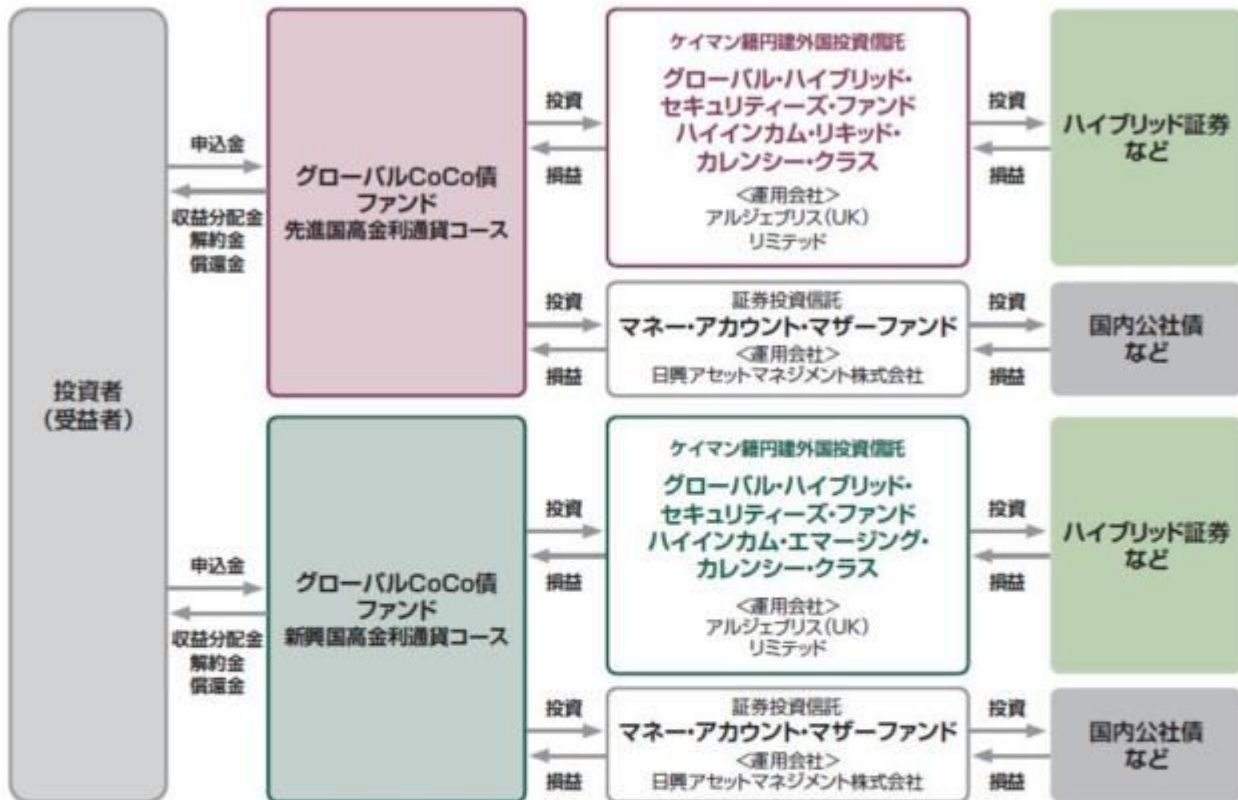 投資者
（受益者）
申込金
収益分配金
解約金
償還金
グローバルCoCo債
ファンド
先進国高金利通貨コース
投資
損益
ケイマン籍円建外国投資信託
グローバル・ハイブリッド・
セキュリティーズ・ファンド
ハイインカム・リキッド・
カレンシー・クラス
＜運用会社＞
アルジェブリス（UK）
リミテッド
投資
損益
ハイブリッド証券
など
投資
損益
証券投資信託
マネー・アカウント・マザーファンド
＜運用会社＞
日興アセットマネジメント株式会社
投資
損益
国内公社債
など
申込金
収益分配金
解約金
償還金
グローバルCoCo債
ファンド
新興国高金利通貨コース
投資
損益
ケイマン籍円建外国投資信託
グローバル・ハイブリッド・
セキュリティーズ・ファンド
ハイインカム・エマージング・
カレンシー・クラス
＜運用会社＞
アルジェブリス（UK）
リミテッド
投資
損益
ハイブリッド証券
など
投資
損益
証券投資信託
マネー・アカウント・マザーファンド
＜運用会社＞
日興アセットマネジメント株式会社
投資
損益
国内公社債
など